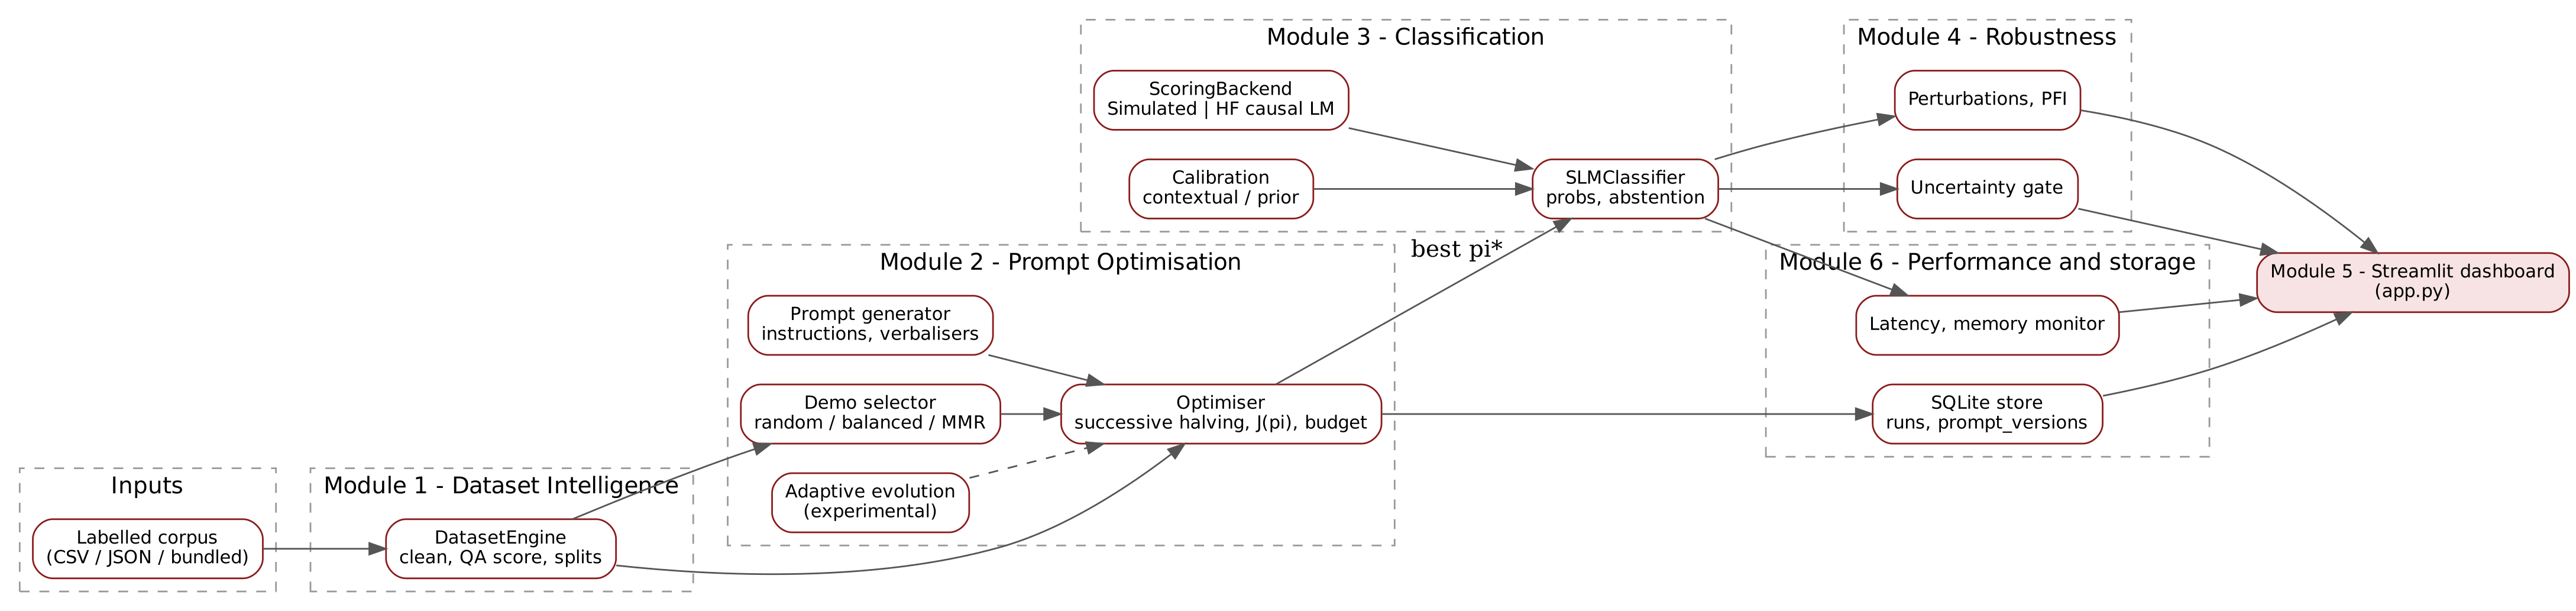 Module 3 - Classification
ScoringBackend
Simulated | HF causal LM
Calibration
contextual / prior
SLMClassifier
probs, abstention
Module 4 - Robustness
Perturbations, PFI
Uncertainty gate
best pi*
Module 2 - Prompt Optimisation
Prompt generator
instructions, verbalisers
Demo selector
random / balanced / MMR
Optimiser
successive halving, J(pi), budget
Adaptive evolution
(experimental)
Module 6 - Performance and storage
Latency, memory monitor
SQLite store
runs, prompt_versions
Module 5 - Streamlit dashboard
(app.py)
Inputs
Labelled corpus
(CSV / JSON / bundled)
Module 1 - Dataset Intelligence
DatasetEngine
clean, QA score, splits